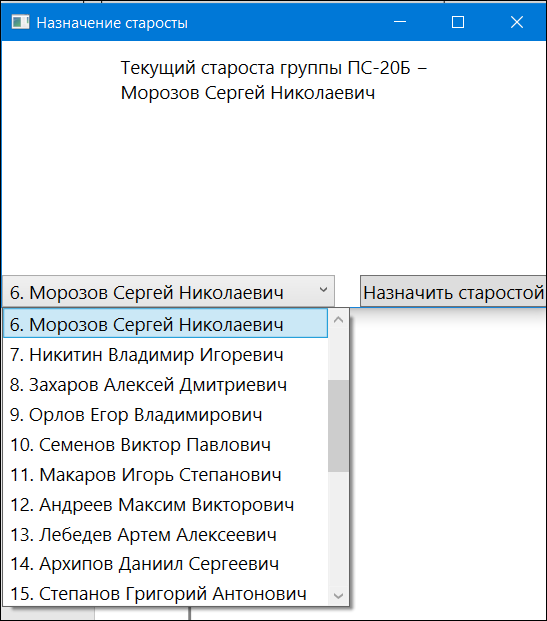 Назначение старосты
Текущий староста группы ПС-20Б –
Морозов Сергей Николаевич
6. Морозов Сергей Николаевич
Назначить старостой
6. Морозов Сергей Николаевич
7. Никитин Владимир Игоревич
8. Захаров Алексей Дмитриевич
9. Орлов Егор Владимирович
10. Семенов Виктор Павлович
11. Макаров Игорь Степанович
12. Андреев Максим Викторович
13. Лебедев Артем Алексеевич
14. Архипов Даниил Сергеевич
15. Степанов Григорий Антонович